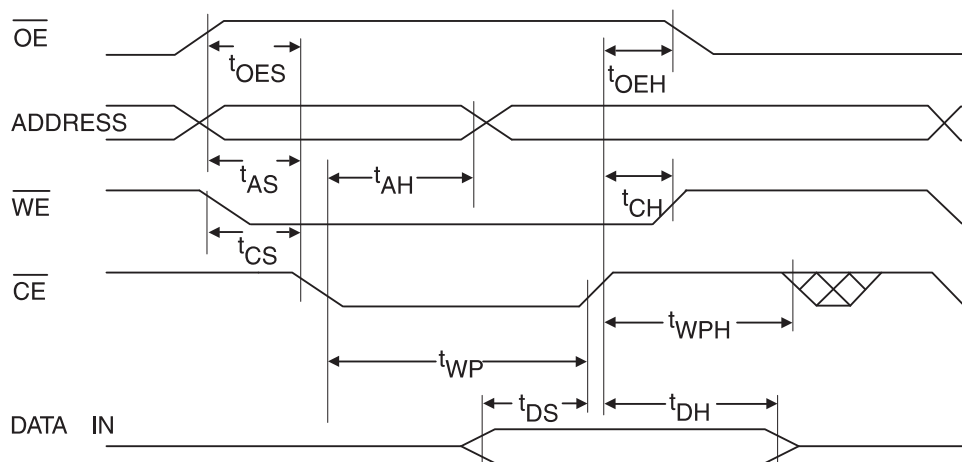 OE
tOES
tOEH
ADDRESS
tAS
tAH
tCH
WE
tCS
CE
tWPH
tWP
tDS
tDH
DATA IN